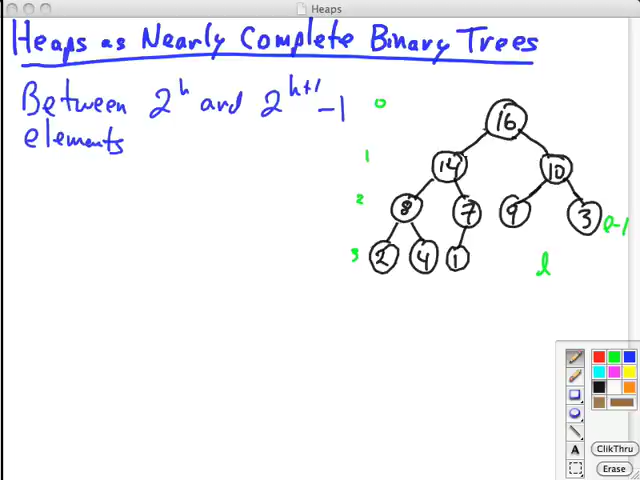 Heaps
Heaps as Nearly Complete Binary Trees
Between 2^h and 2^h+1 -1
elements
0
16
1
14 10
2
8 7 9 3
l-1
3
2 4 1
l
ClikThru
Erase
A